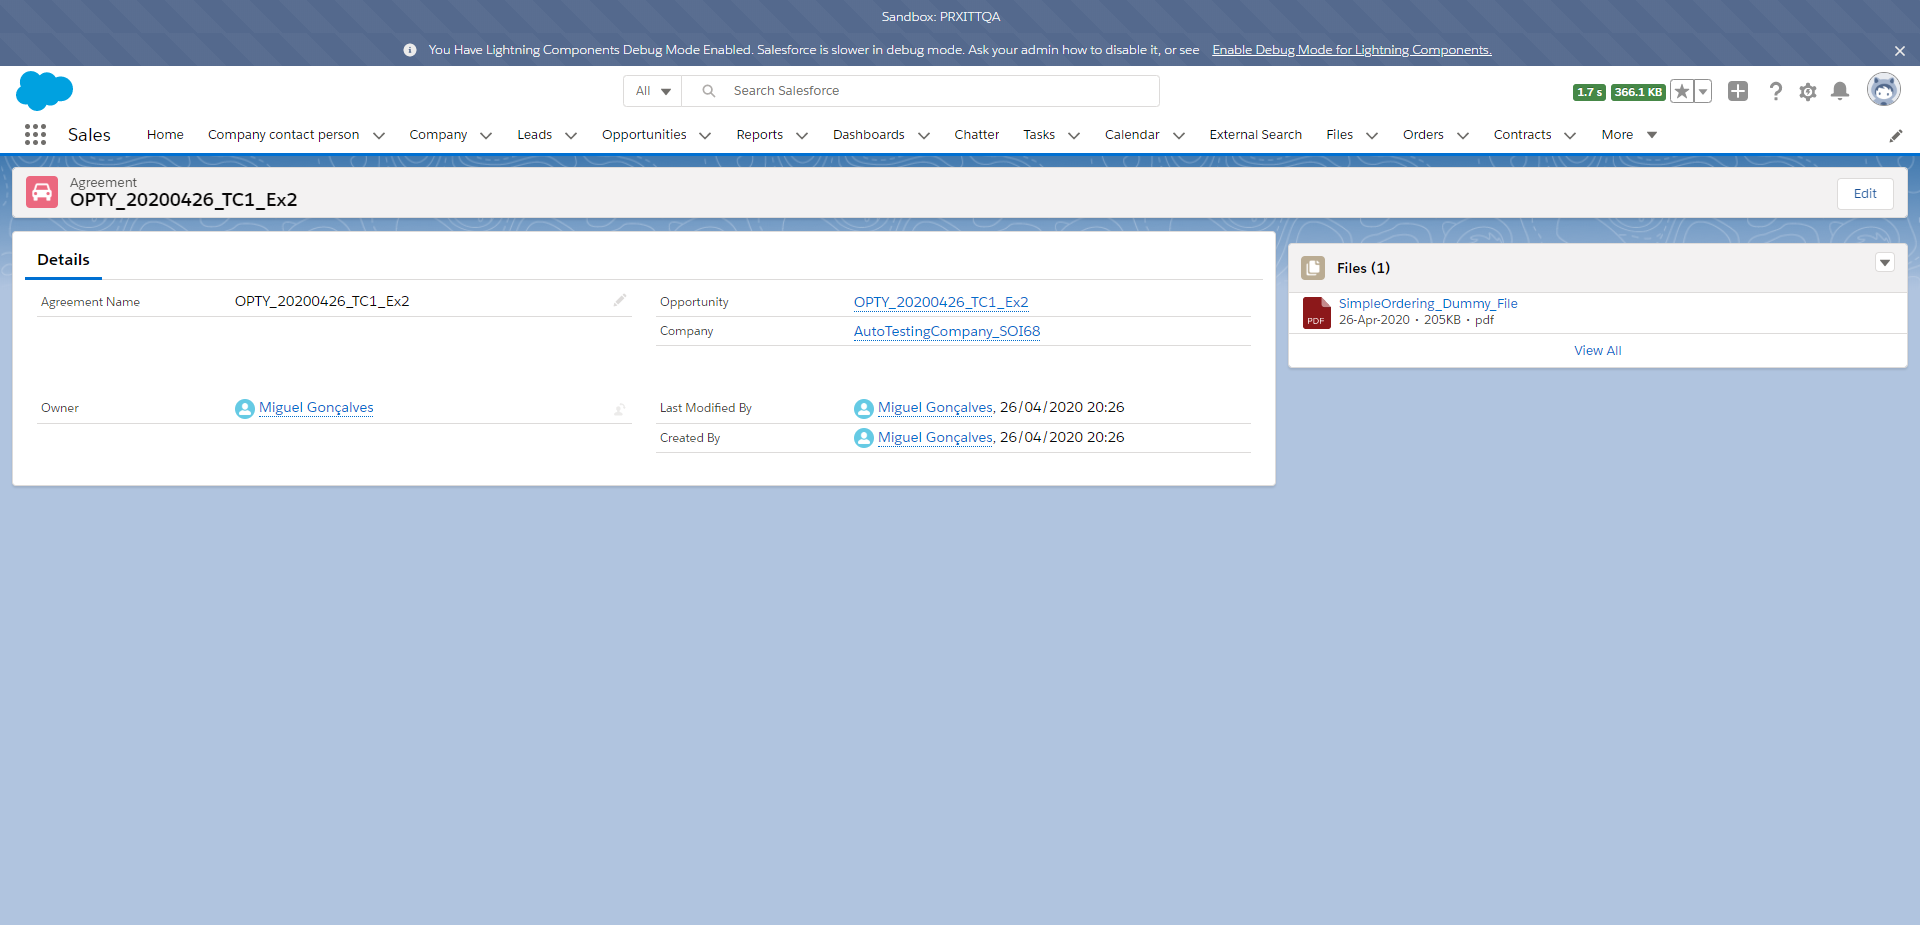 Sandbox: PRXITTQA
You Have Lightning Components Debug Mode Enabled. Salesforce is slower in debug mode. Ask your admin how to disable it, or see Enable Debug Mode for Lightning Components.
All Search Salesforce 1.7 s 366.1 KB
Sales Home Company contact person Company Leads Opportunities Reports Dashboards Chatter Tasks Calendar External Search Files Orders Contracts More
Agreement
OPTY_20200426_TC1_Ex2
Edit
Details
Agreement Name OPTY_20200426_TC1_Ex2
Opportunity OPTY_20200426_TC1_Ex2
Company AutoTestingCompany_SOI68
Owner Miguel Gonçalves
Last Modified By Miguel Gonçalves, 26/04/2020 20:26
Created By Miguel Gonçalves, 26/04/2020 20:26
Files (1)
PDF
SimpleOrdering_Dummy_File
26-Apr-2020 • 205KB • pdf
View All